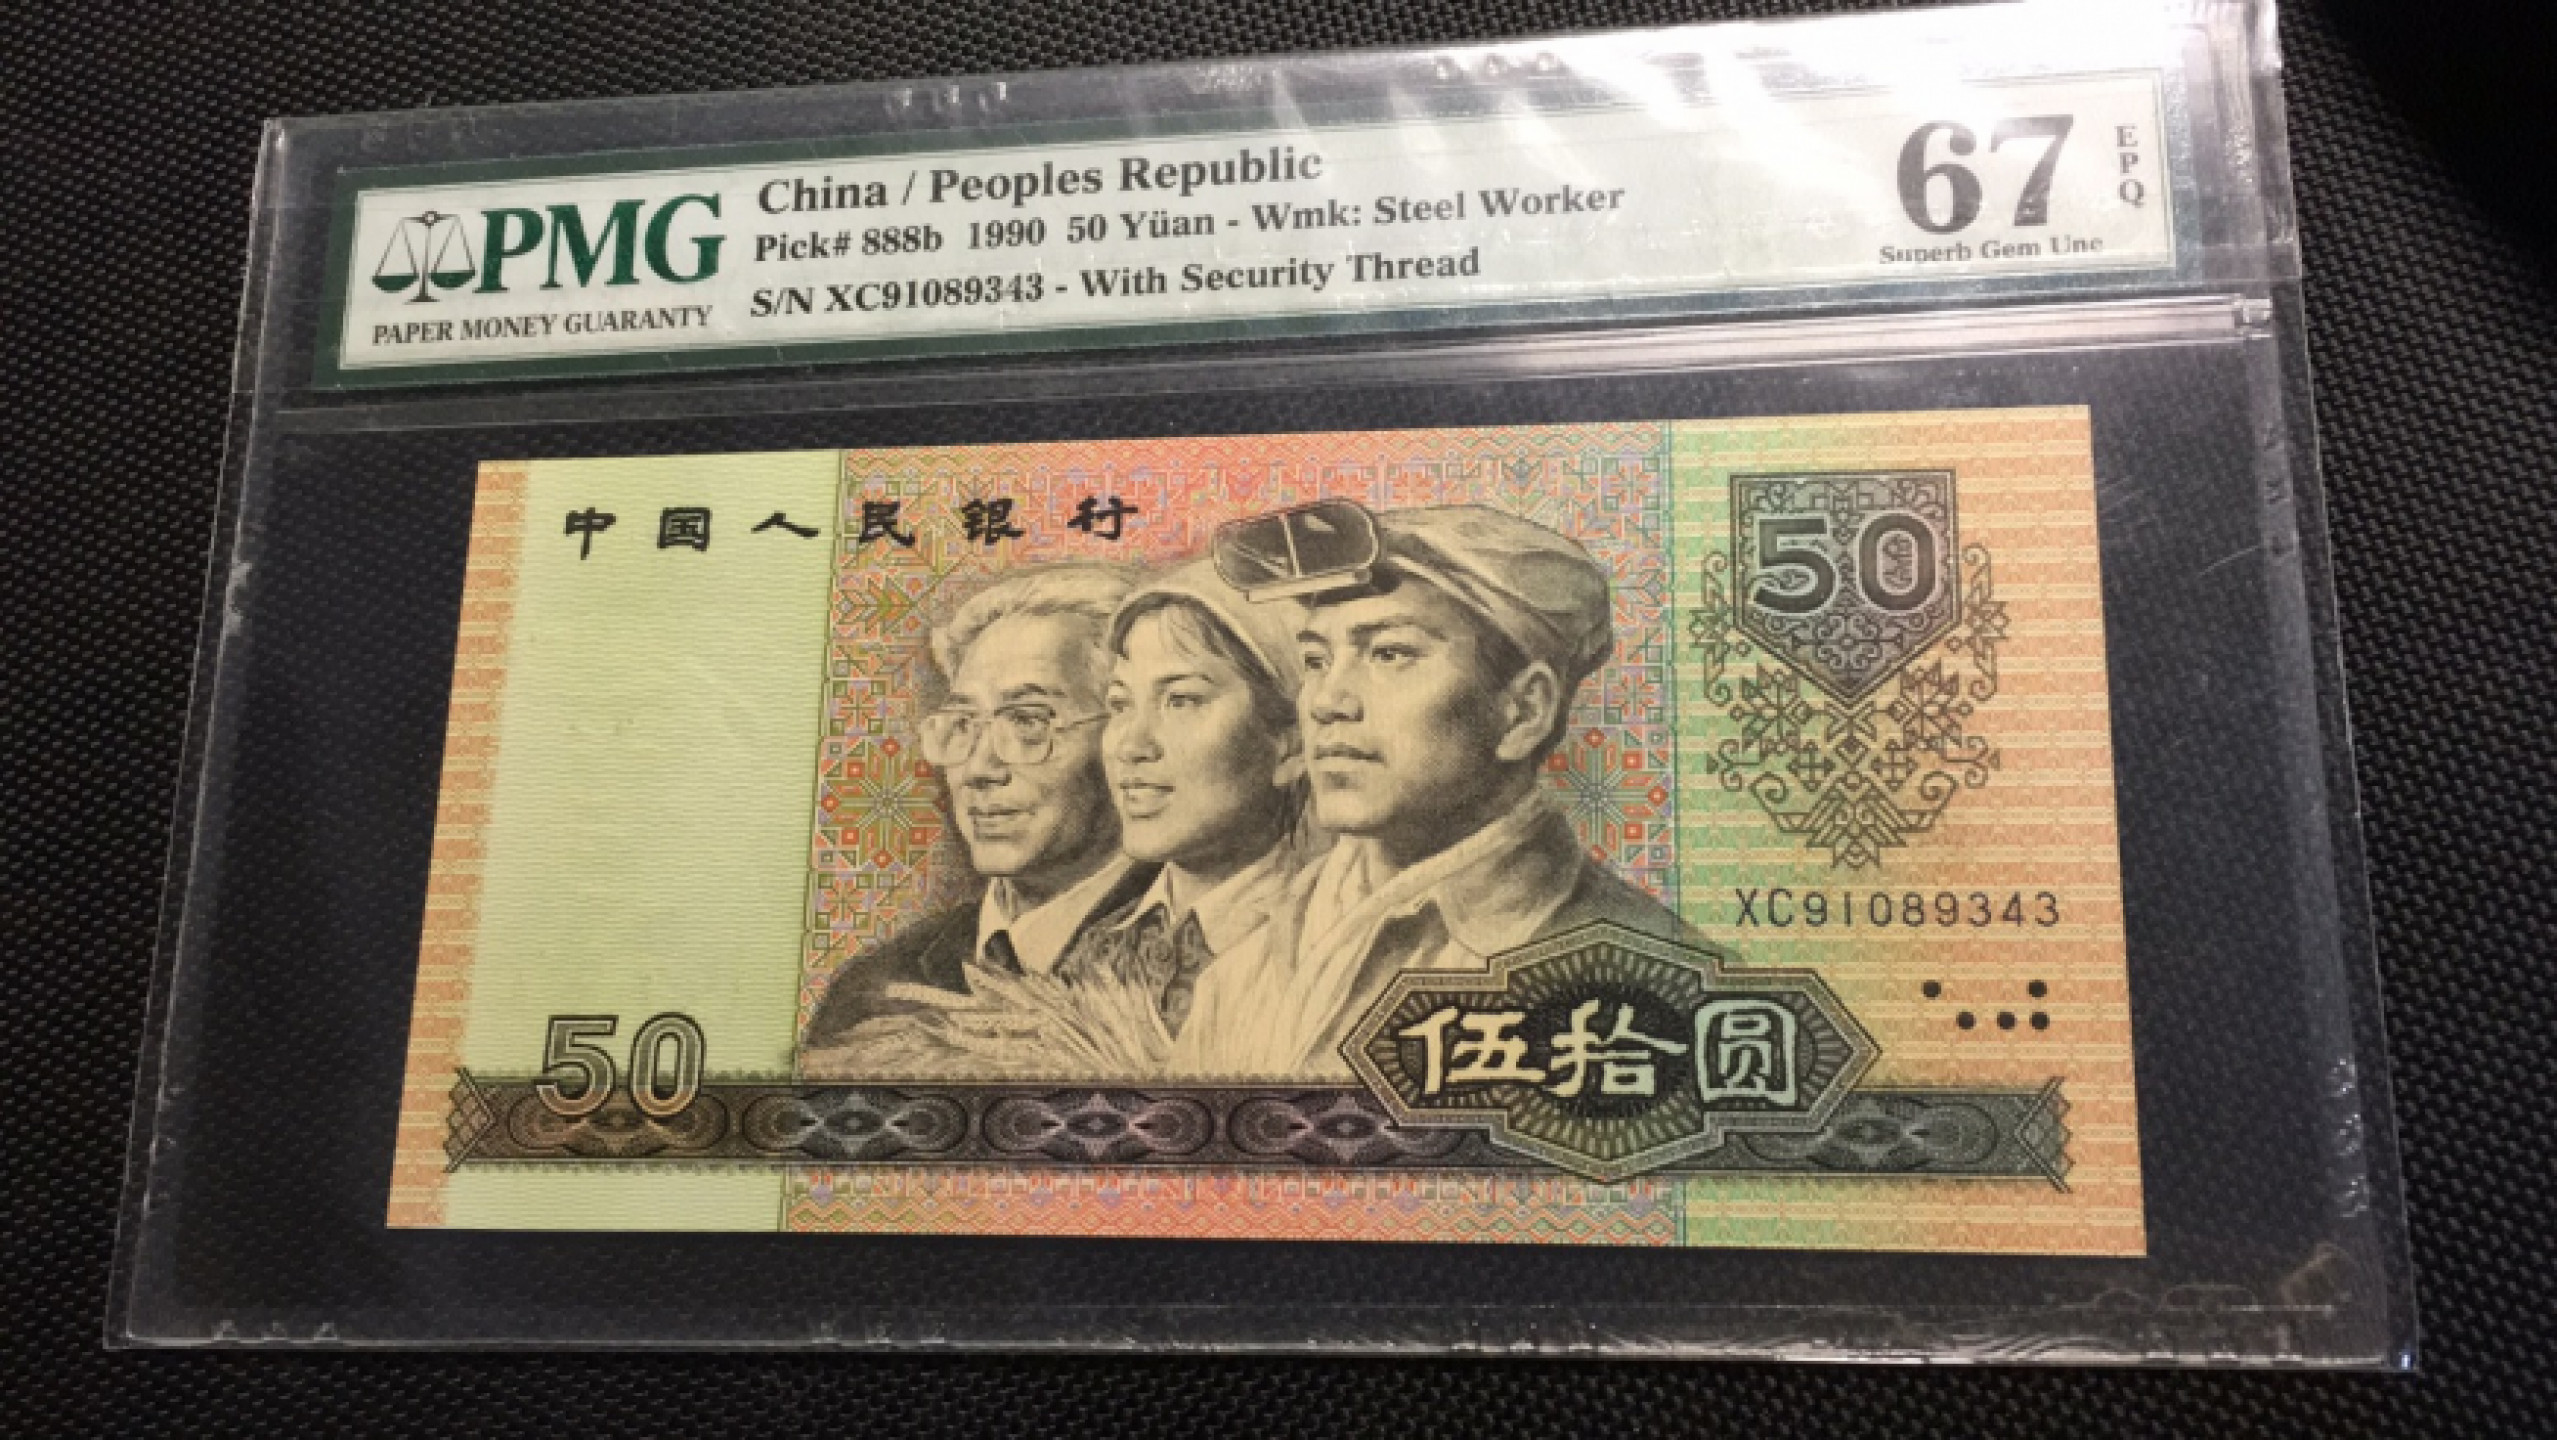 PMG
PAPER MONEY GUARANTY
China / Peoples Republic
Pick# 888b 1990 50 Yüan - Wmk: Steel Worker
S/N XC91089343 - With Security Thread
67
EPQ
Superb Gem Unc
中国人民银行
50
XC91089343
50
伍拾圆